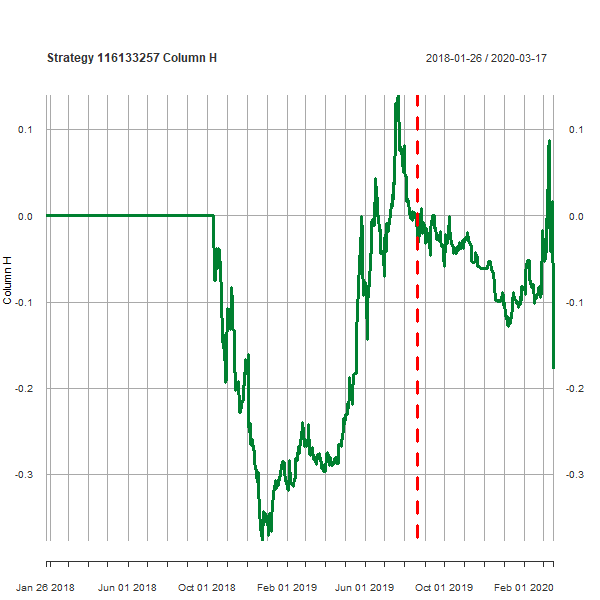 Strategy 116133257 Column H
2018-01-26 / 2020-03-17
0.1 0.1
0.0 0.0
-0.1 -0.1
-0.2 -0.2
-0.3 -0.3
Column H
Jan 26 2018 Jun 01 2018 Oct 01 2018 Feb 01 2019 Jun 01 2019 Oct 01 2019 Feb 01 2020